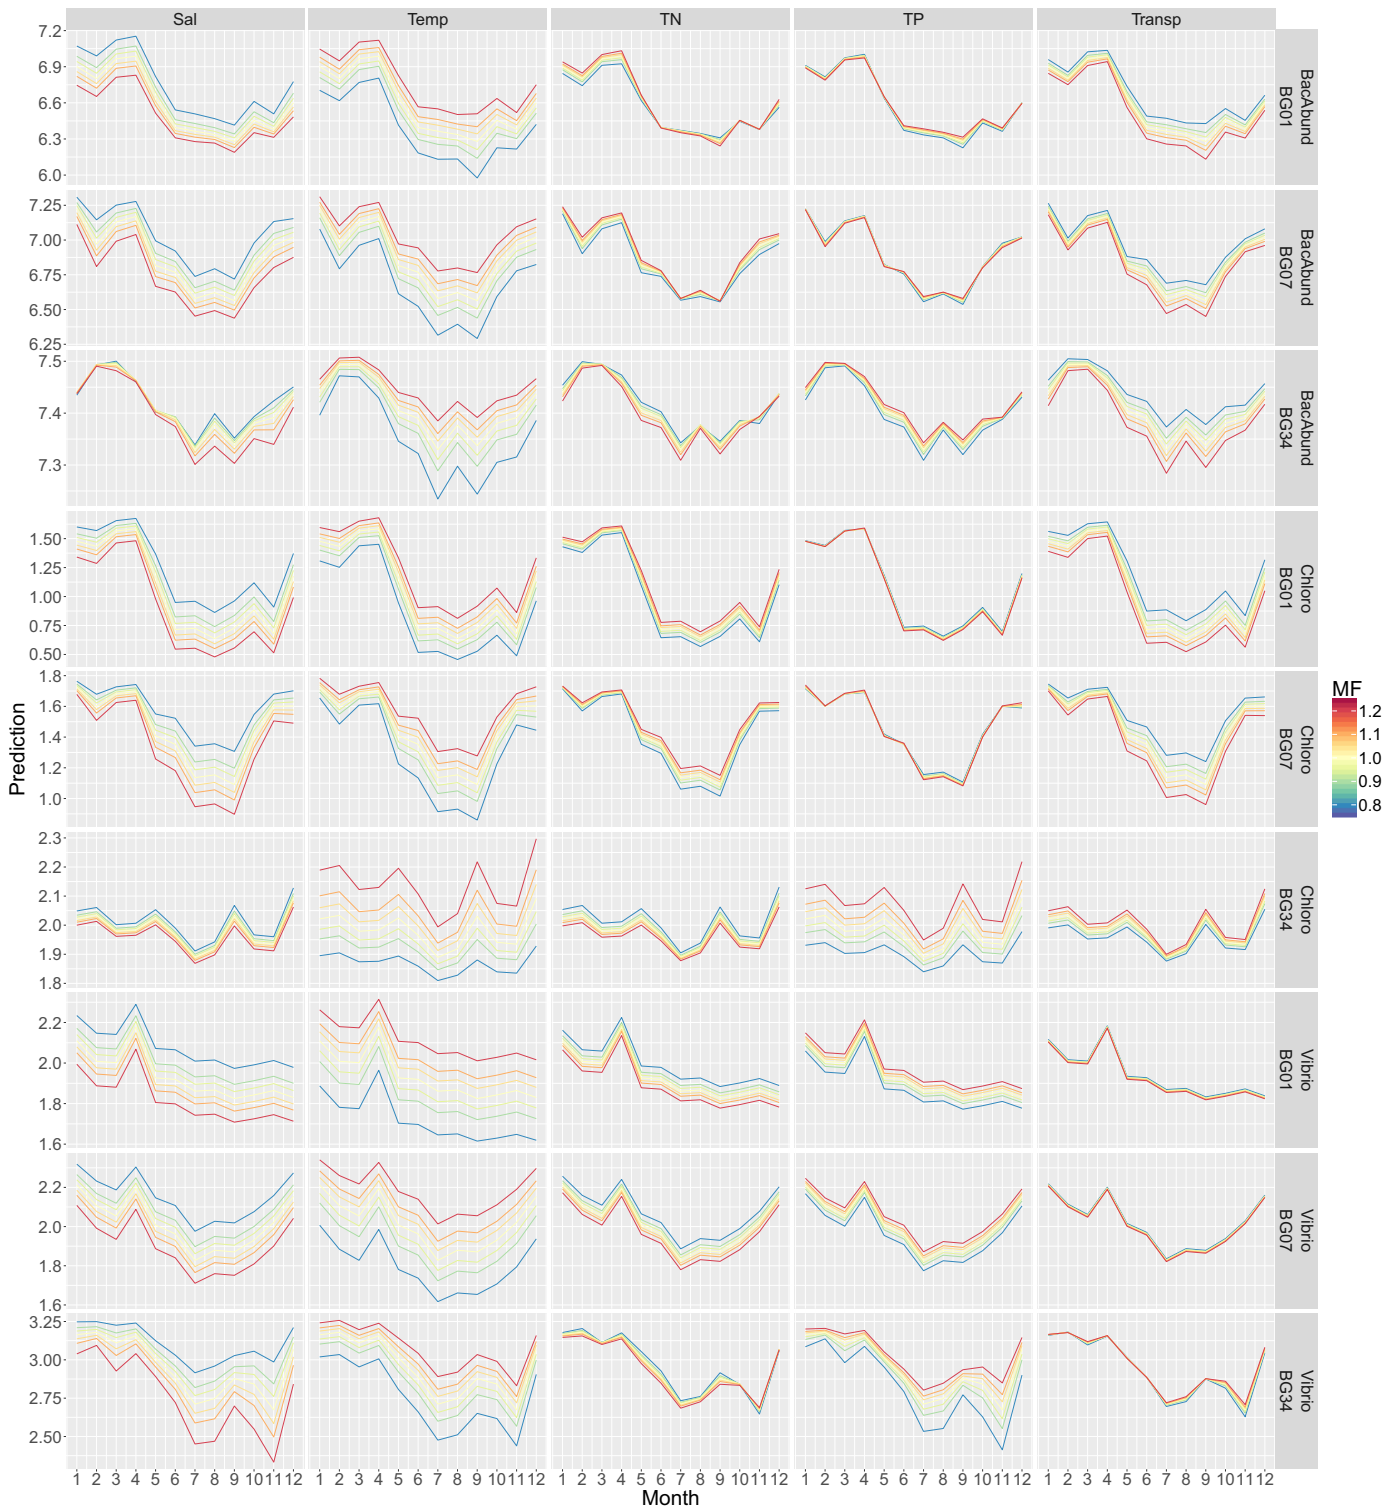 Sal Temp TN TP Transp
7.2
6.9
6.6
6.3
6.0
BacAbund
BG01
7.25
7.00
6.75
6.50
6.25
BacAbund
BG07
7.5
7.4
7.3
BacAbund
BG34
1.50
1.25
1.00
0.75
0.50
Chloro
BG01
1.8
1.6
1.4
1.2
1.0
Chloro
BG07
2.3
2.2
2.1
2.0
1.9
1.8
Chloro
BG34
2.2
2.0
1.8
1.6
Vibrio
BG01
2.2
2.0
1.8
1.6
Vibrio
BG07
3.25
3.00
2.75
2.50
Vibrio
BG34
Prediction
MF
1.2
1.1
1.0
0.9
0.8
1 2 3 4 5 6 7 8 9 10 11 12 1 2 3 4 5 6 7 8 9 10 11 12 1 2 3 4 5 6 7 8 9 10 11 12 1 2 3 4 5 6 7 8 9 10 11 12 1 2 3 4 5 6 7 8 9 10 11 12
Month